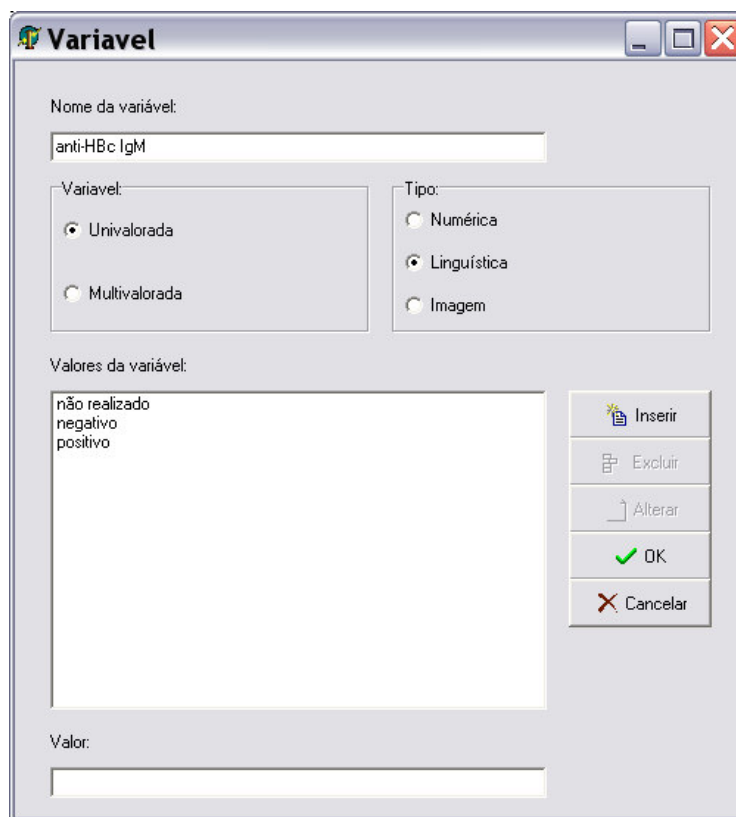 Variavel
Nome da variável:
anti-HBc IgM
Variavel:
Univalorada
Multivalorada
Tipo:
Numérica
Linguística
Imagem
Valores da variável:
não realizado
negativo
positivo
Inserir
Excluir
Alterar
OK
Cancelar
Valor: